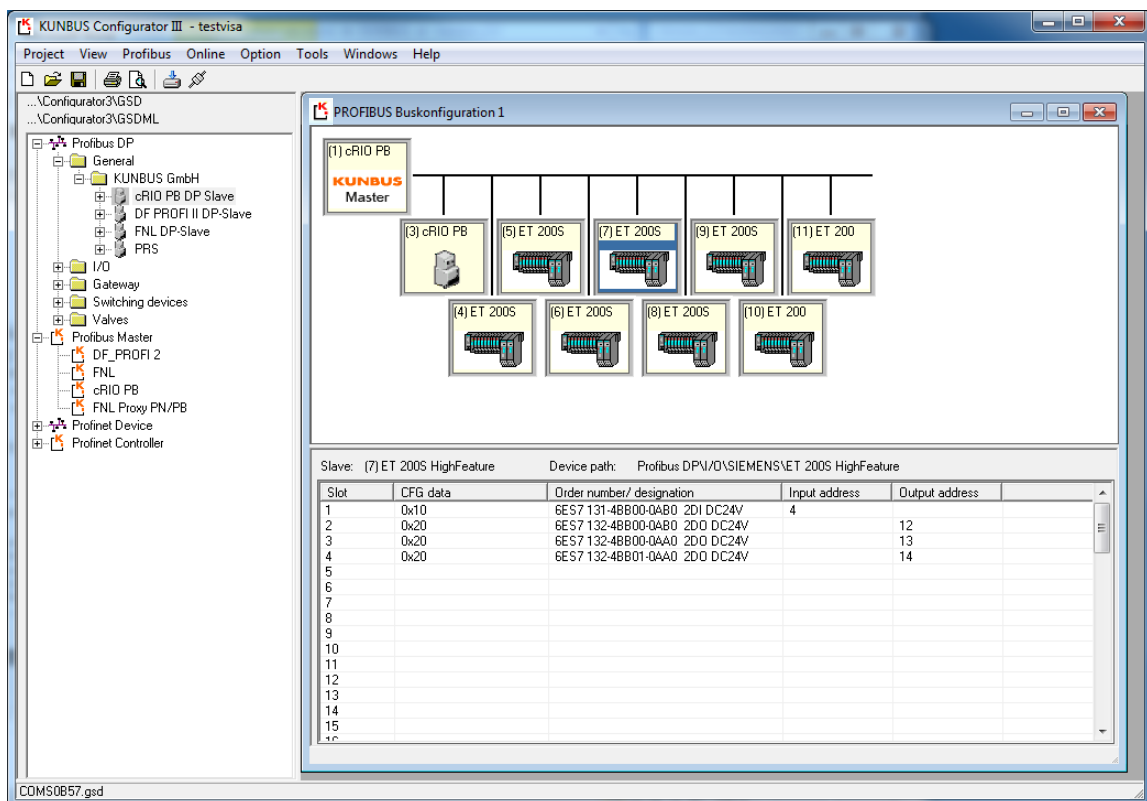 KUNBUS Configurator III - testvisa
Project View Profibus Online Option Tools Windows Help
...\Configurator3\GSD
...\Configurator3\GSDML
Profibus DP
General
KUNBUS GmbH
cRIO PB DP Slave
DF PROFI II DP-Slave
FNL DP-Slave
PRS
I/O
Gateway
Switching devices
Valves
Profibus Master
DF_PROFI 2
FNL
cRIO PB
FNL Proxy PN/PB
Profinet Device
Profinet Controller
PROFIBUS Buskonfiguration 1
(1) cRIO PB
KUNBUS
Master
(3) cRIO PB (5) ET 200S (7) ET 200S (9) ET 200S (11) ET 200
(4) ET 200S (6) ET 200S (8) ET 200S (10) ET 200
Slave: (7) ET 200S HighFeature Device path: Profibus DP\I/O\SIEMENS\ET 200S HighFeature
Slot CFG data Order number/ designation Input address Output address
1 0x10 6ES7 131-4BB00-0AB0 2DI DC24V 4
2 0x20 6ES7 132-4BB00-0AB0 2DO DC24V 12
3 0x20 6ES7 132-4BB00-0AA0 2DO DC24V 13
4 0x20 6ES7 132-4BB01-0AA0 2DO DC24V 14
5
6
7
8
9
10
11
12
13
14
15
COMS0B57.gsd